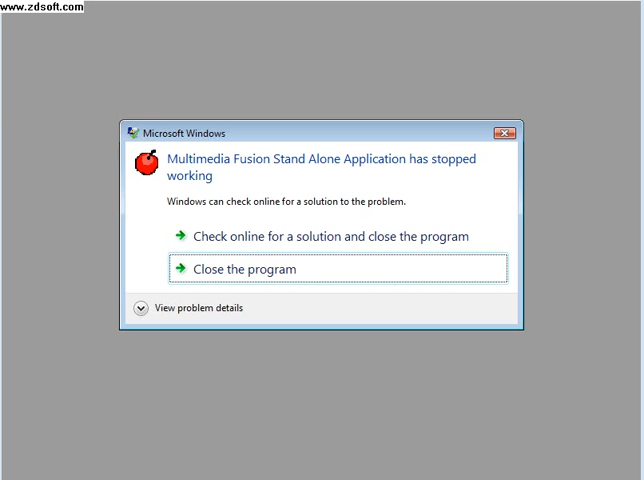 www.zdsoft.com
Microsoft Windows
Multimedia Fusion Stand Alone Application has stopped
working
Windows can check online for a solution to the problem.
Check online for a solution and close the program
Close the program
View problem details